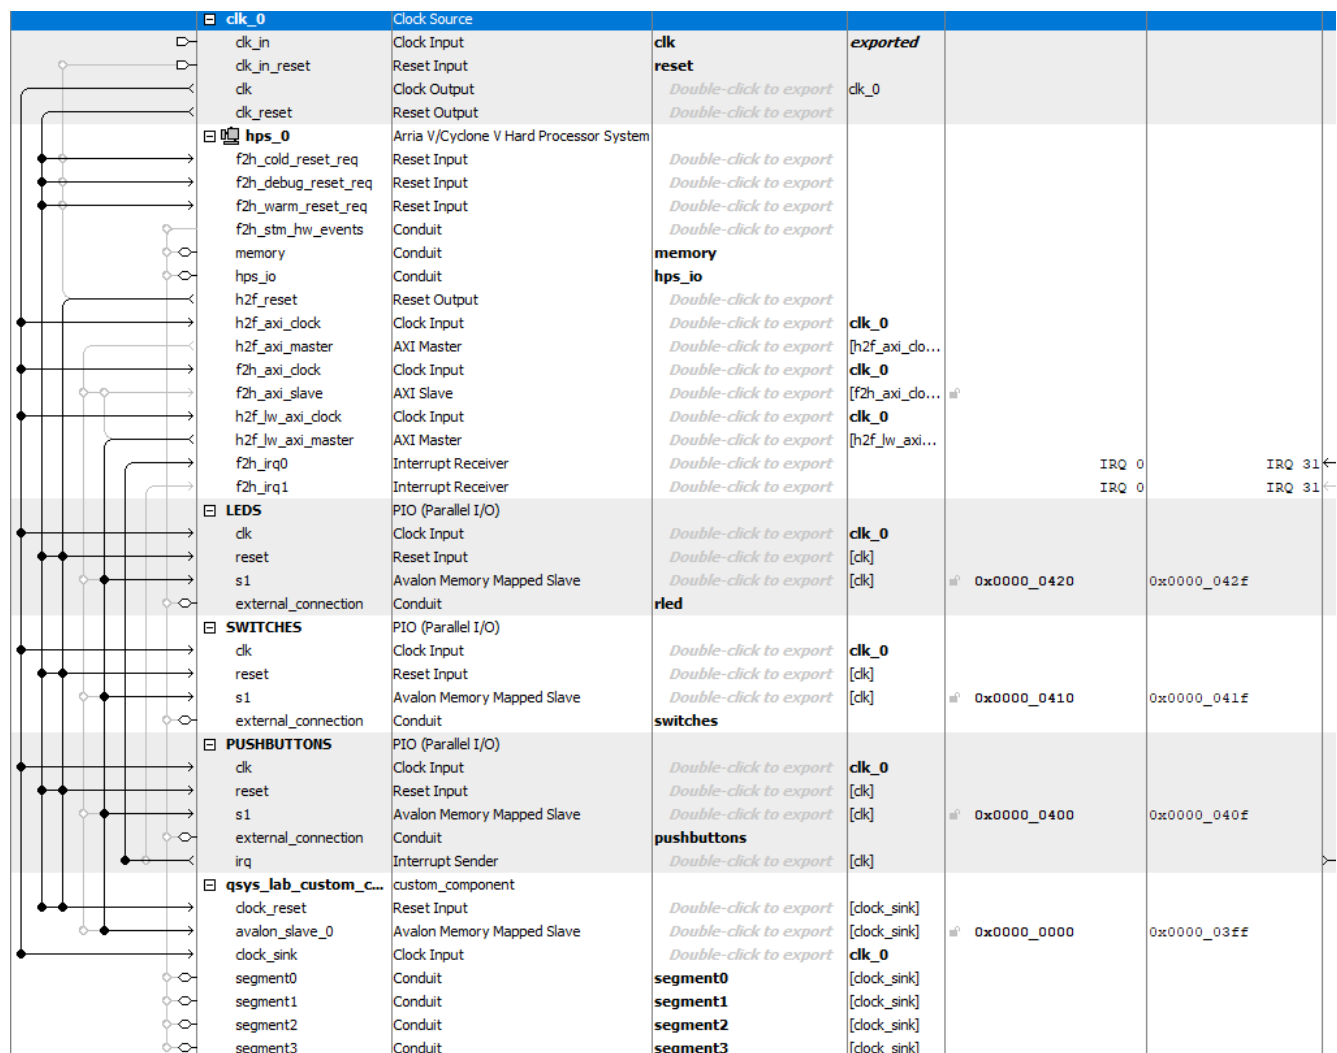 clk_0 Clock Source
clk_in Clock Input clk exported
clk_in_reset Reset Input reset
clk Clock Output Double-click to export clk_0
clk_reset Reset Output Double-click to export
hps_0 Arria V/Cyclone V Hard Processor System
f2h_cold_reset_req Reset Input Double-click to export
f2h_debug_reset_req Reset Input Double-click to export
f2h_warm_reset_req Reset Input Double-click to export
f2h_stm_hw_events Conduit Double-click to export
memory Conduit memory
hps_io Conduit hps_io
h2f_reset Reset Output Double-click to export
h2f_axi_clock Clock Input Double-click to export clk_0
h2f_axi_master AXI Master Double-click to export [h2f_axi_clo...
f2h_axi_clock Clock Input Double-click to export clk_0
f2h_axi_slave AXI Slave Double-click to export [f2h_axi_clo...
h2f_lw_axi_clock Clock Input Double-click to export clk_0
h2f_lw_axi_master AXI Master Double-click to export [h2f_lw_axi...
f2h_irq0 Interrupt Receiver Double-click to export IRQ 0 IRQ 31
f2h_irq1 Interrupt Receiver Double-click to export IRQ 0 IRQ 31
LEDS PIO (Parallel I/O)
clk Clock Input Double-click to export clk_0
reset Reset Input Double-click to export [clk]
s1 Avalon Memory Mapped Slave Double-click to export [clk] 0x0000_0420 0x0000_042f
external_connection Conduit rled
SWITCHES PIO (Parallel I/O)
clk Clock Input Double-click to export clk_0
reset Reset Input Double-click to export [clk]
s1 Avalon Memory Mapped Slave Double-click to export [clk] 0x0000_0410 0x0000_041f
external_connection Conduit switches
PUSHBUTTONS PIO (Parallel I/O)
clk Clock Input Double-click to export clk_0
reset Reset Input Double-click to export [clk]
s1 Avalon Memory Mapped Slave Double-click to export [clk] 0x0000_0400 0x0000_040f
external_connection Conduit pushbuttons
irq Interrupt Sender Double-click to export [clk]
qsys_lab_custom_c... custom_component
clock_reset Reset Input Double-click to export [clock_sink]
avalon_slave_0 Avalon Memory Mapped Slave Double-click to export [clock_sink] 0x0000_0000 0x0000_03ff
clock_sink Clock Input Double-click to export clk_0
segment0 Conduit segment0 [clock_sink]
segment1 Conduit segment1 [clock_sink]
segment2 Conduit segment2 [clock_sink]
segment3 Conduit segment3 [clock_sink]